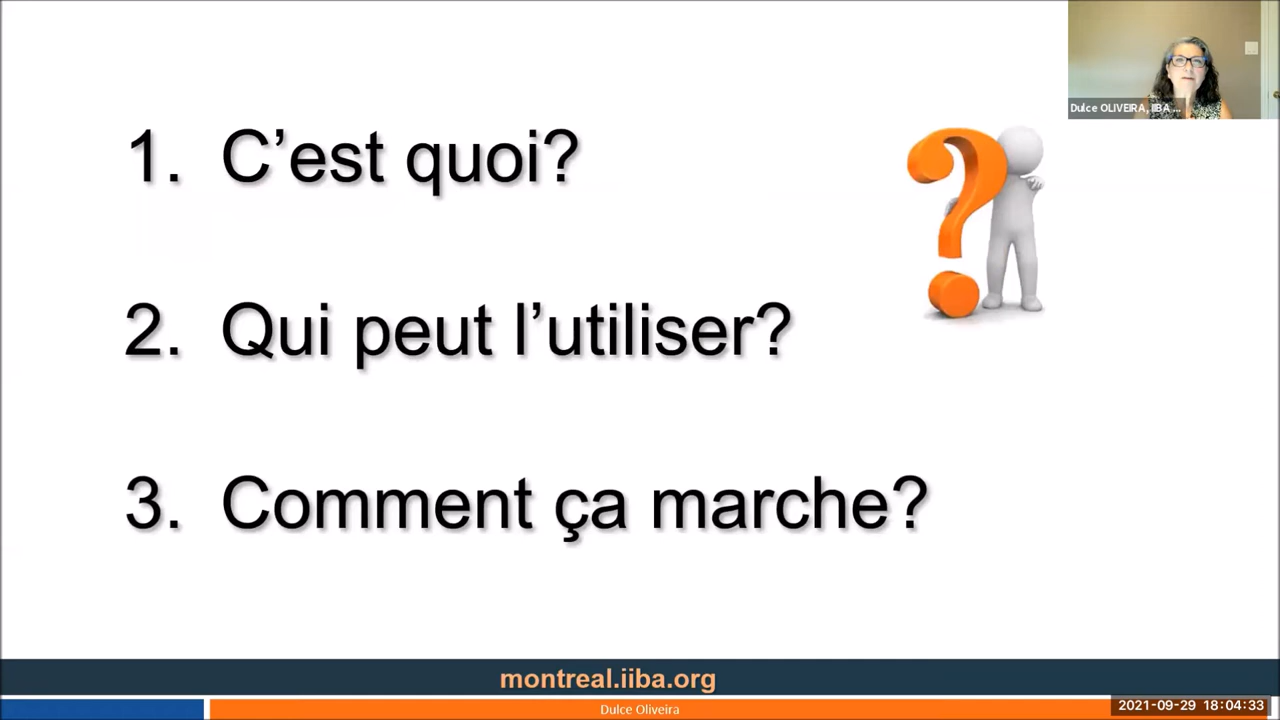 Dulce OLIVEIRA, IIBA ...
1. C’est quoi?
2. Qui peut l’utiliser?
3. Comment ça marche?
montreal.iiba.org
Dulce Oliveira
2021-09-29 18:04:33